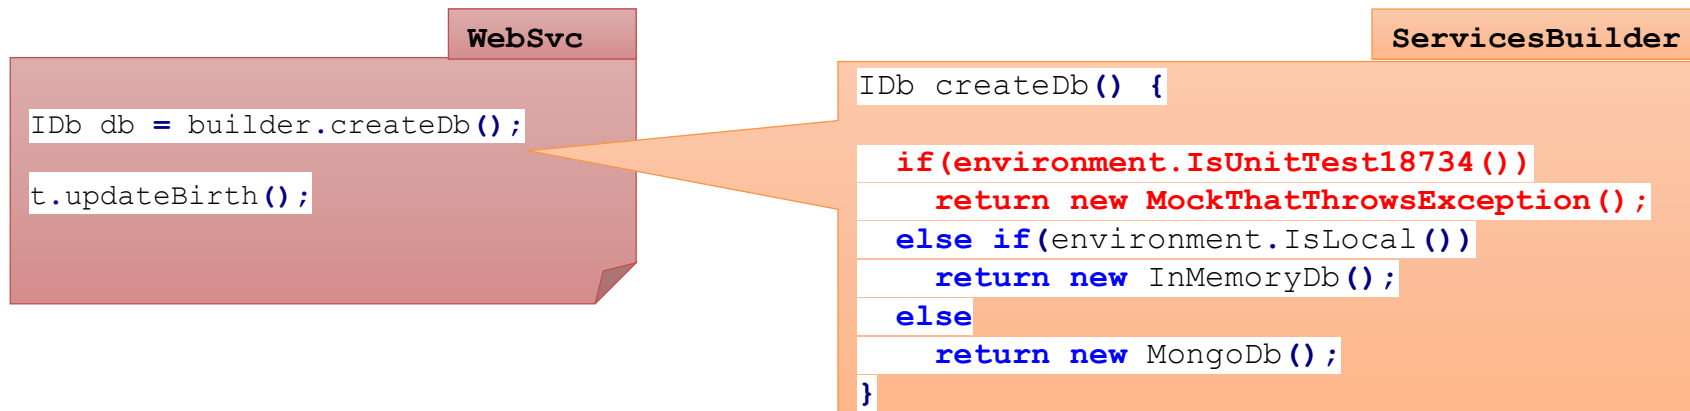 WebSvc
IDb db = builder.createDb();
t.updateBirth();
ServicesBuilder
IDb createDb() {
if(environment.IsUnitTest18734())
return new MockThatThrowsException();
else if(environment.IsLocal())
return new InMemoryDb();
else
return new MongoDb();
}